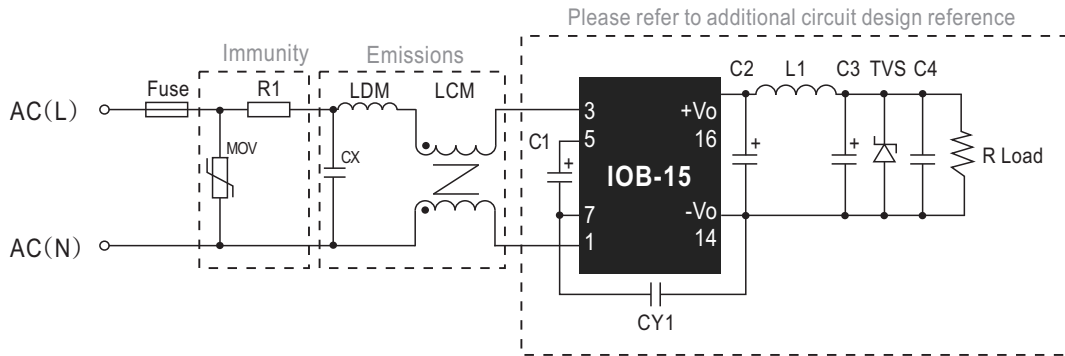 Please refer to additional circuit design reference
Immunity
Emissions
Fuse
R1
LDM
LCM
C2
L1
C3
TVS
C4
AC(L)
3
+Vo
C1
5
16
MOV
CX
+
+
+
R Load
IOB-15
7
-Vo
AC(N)
1
14
CY1